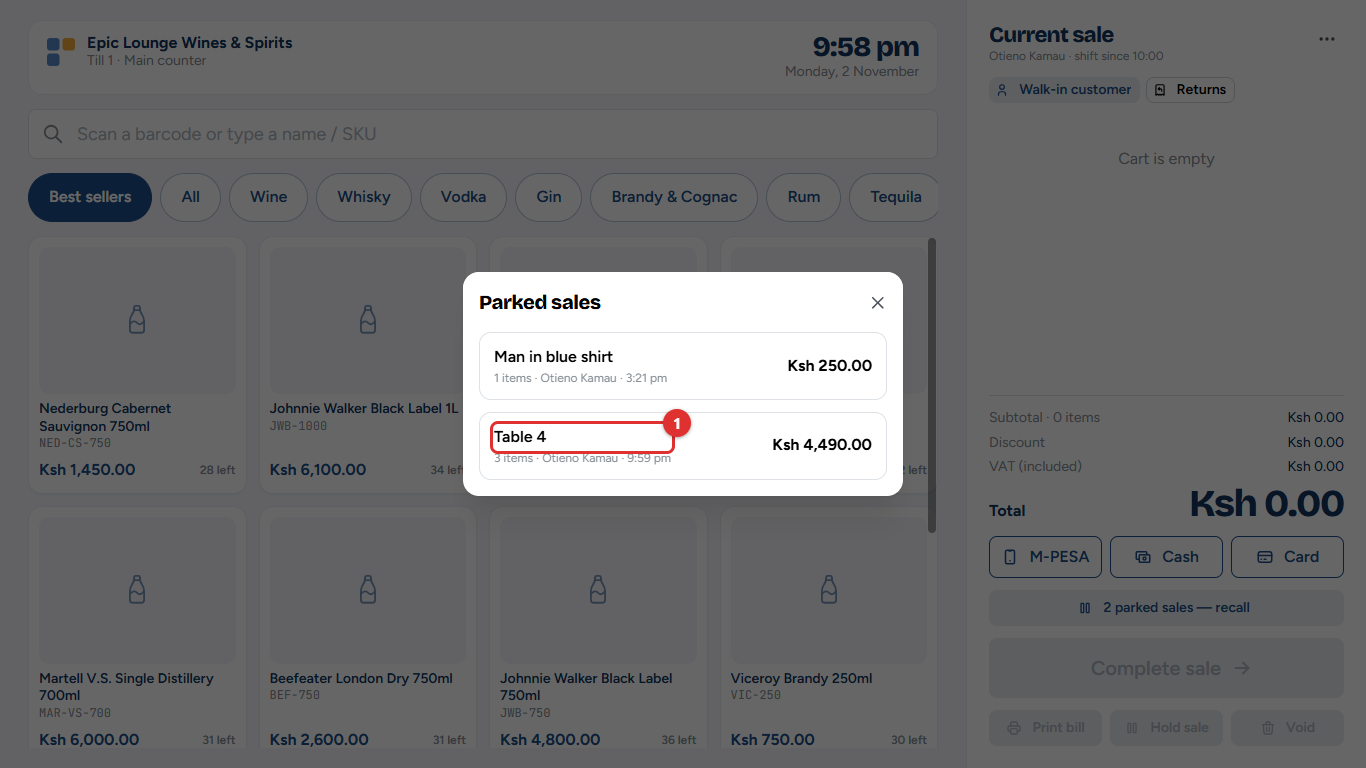 Epic Lounge Wines & Spirits
Till 1 · Main counter
9:58 pm
Monday, 2 November
Scan a barcode or type a name / SKU
Best sellers
All
Wine
Whisky
Vodka
Gin
Brandy & Cognac
Rum
Tequila
Nederburg Cabernet
Sauvignon 750ml
NED-CS-750
Ksh 1,450.00
28 left
Johnnie Walker Black Label 1L
JWB-1000
Ksh 6,100.00
34 left
left
Parked sales
Man in blue shirt
1 items · Otieno Kamau · 3:21 pm
Ksh 250.00
1
Table 4
3 items · Otieno Kamau · 9:59 pm
Ksh 4,490.00
Martell V.S. Single Distillery
700ml
MAR-VS-700
Ksh 6,000.00
31 left
Beefeater London Dry 750ml
BEF-750
Ksh 2,600.00
31 left
Johnnie Walker Black Label
750ml
JWB-750
Ksh 4,800.00
36 left
Viceroy Brandy 250ml
VIC-250
Ksh 750.00
30 left
Current sale
Otieno Kamau · shift since 10:00
Walk-in customer
Returns
Cart is empty
Subtotal · 0 items
Ksh 0.00
Discount
Ksh 0.00
VAT (included)
Ksh 0.00
Total
Ksh 0.00
M-PESA
Cash
Card
2 parked sales — recall
Complete sale
Print bill
Hold sale
Void